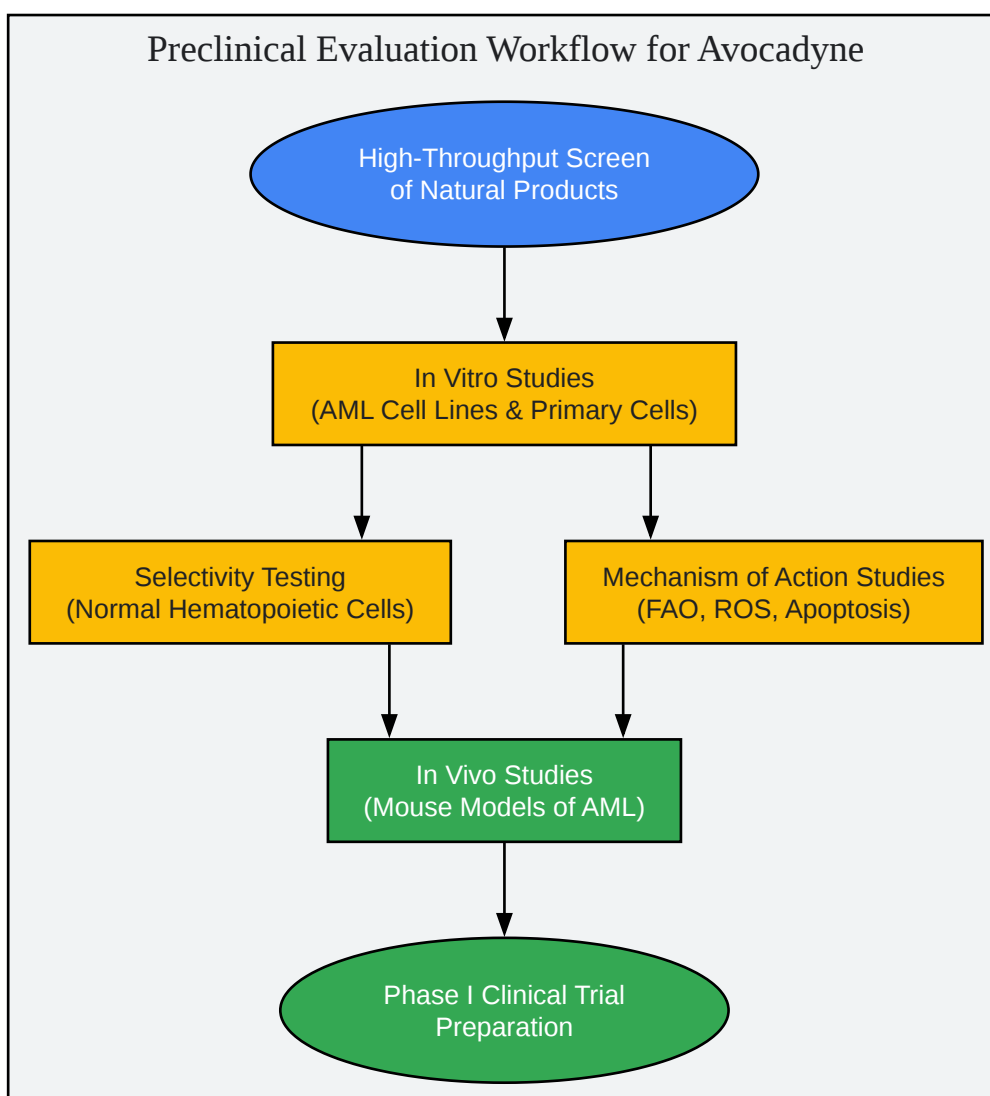 Preclinical Evaluation Workflow for Avocadyne
High-Throughput Screen
of Natural Products
In Vitro Studies
(AML Cell Lines & Primary Cells)
Selectivity Testing
(Normal Hematopoietic Cells)
Mechanism of Action Studies
(FAO, ROS, Apoptosis)
In Vivo Studies
(Mouse Models of AML)
Phase I Clinical Trial
Preparation